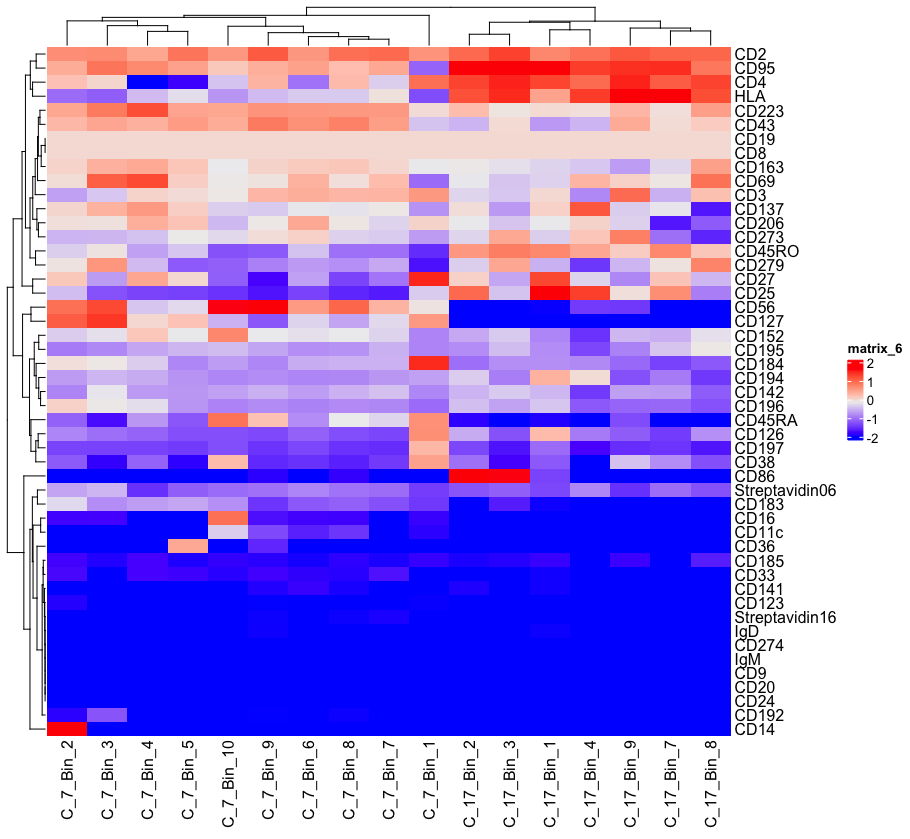 CD2
CD95
CD4
HLA
CD223
CD43
CD19
CD8
CD163
CD69
CD3
CD137
CD206
CD273
CD45RO
CD279
CD27
CD25
CD56
CD127
CD152
CD195
CD184
CD194
CD142
CD196
CD45RA
CD126
CD197
CD38
CD86
Streptavidin06
CD183
CD16
CD11c
CD36
CD185
CD33
CD141
CD123
Streptavidin16
IgD
CD274
IgM
CD9
CD20
CD24
CD192
CD14
matrix_6
2
1
0
-1
-2
C_7_Bin_2
C_7_Bin_3
C_7_Bin_4
C_7_Bin_5
C_7_Bin_10
C_7_Bin_9
C_7_Bin_6
C_7_Bin_8
C_7_Bin_7
C_7_Bin_1
C_17_Bin_2
C_17_Bin_3
C_17_Bin_1
C_17_Bin_4
C_17_Bin_9
C_17_Bin_7
C_17_Bin_8